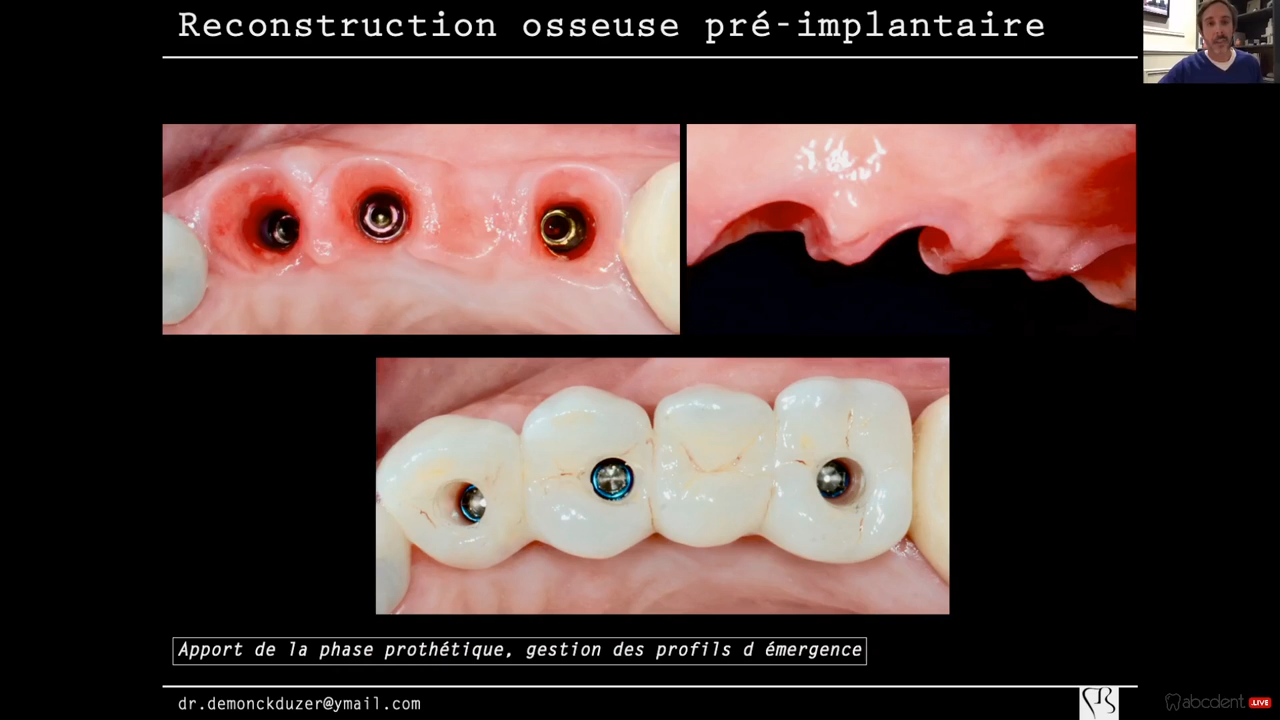 Reconstruction osseuse pré-implantaire
Apport de la phase prothétique, gestion des profils d émergence
dr.demonckduzer@ymail.com
abcdent.LIVE